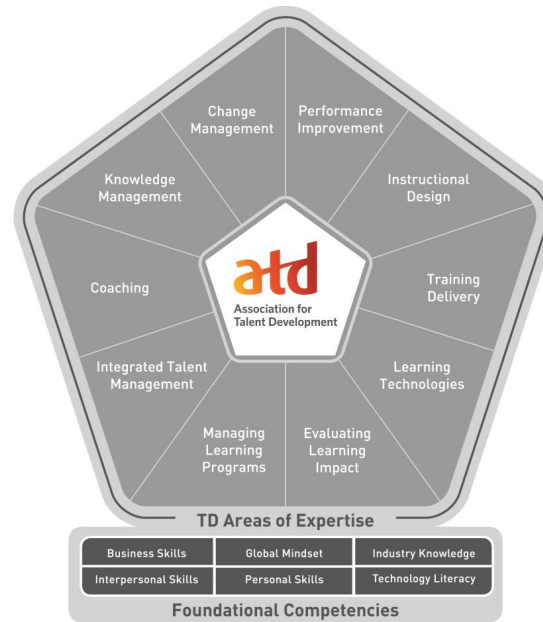 Change
Management
Performance
Improvement
Knowledge
Management
Instructional
Design
Coaching
atd
Association for
Talent Development
Training
Delivery
Integrated Talent
Management
Learning
Technologies
Managing
Learning
Programs
Evaluating
Learning
Impact
TD Areas of Expertise
Business Skills
Global Mindset
Industry Knowledge
Interpersonal Skills
Personal Skills
Technology Literacy
Foundational Competencies